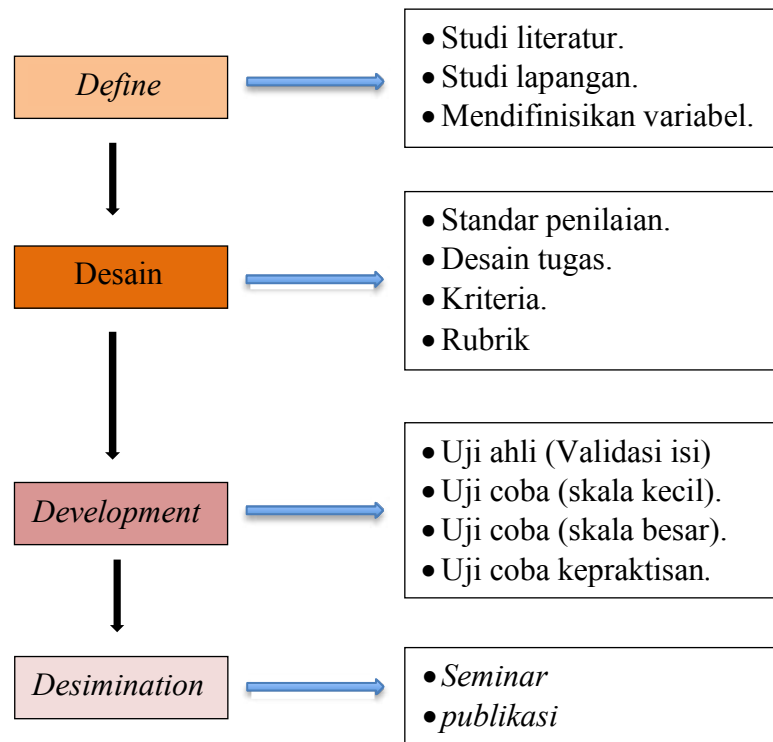 Define
• Studi literatur.
• Studi lapangan.
• Mendifinisikan variabel.
Desain
• Standar penilaian.
• Desain tugas.
• Kriteria.
• Rubrik
Development
• Uji ahli (Validasi isi)
• Uji coba (skala kecil).
• Uji coba (skala besar).
• Uji coba kepraktisan.
Desimination
• Seminar
• publikasi